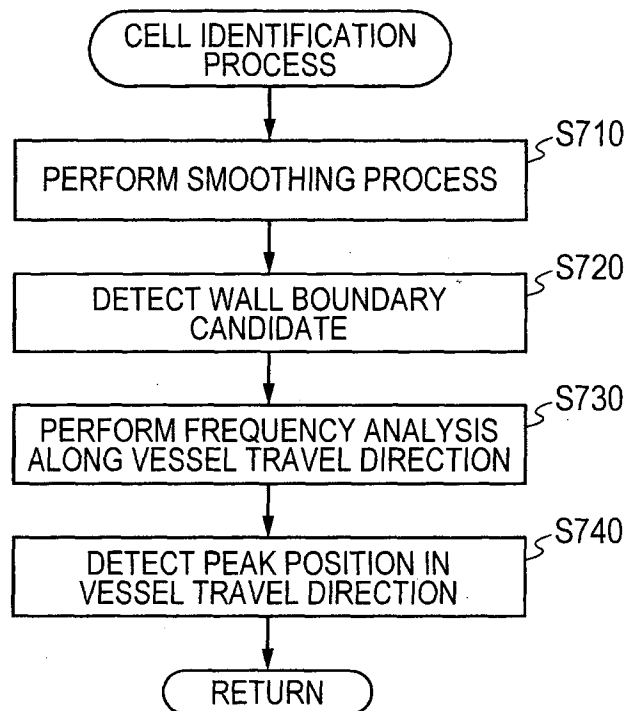 CELL IDENTIFICATION
PROCESS
S710
PERFORM SMOOTHING PROCESS
S720
DETECT WALL BOUNDARY
CANDIDATE
S730
PERFORM FREQUENCY ANALYSIS
ALONG VESSEL TRAVEL DIRECTION
S740
DETECT PEAK POSITION IN
VESSEL TRAVEL DIRECTION
RETURN